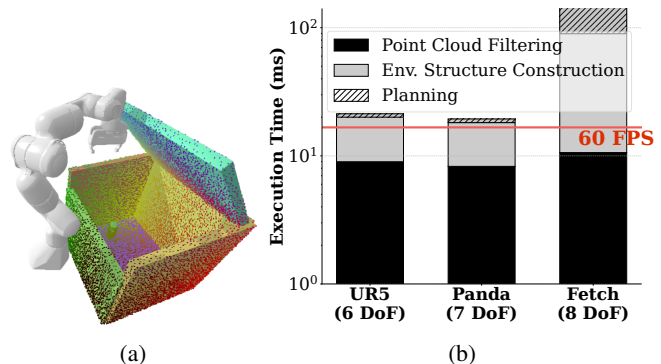 10²
Point Cloud Filtering
Env. Structure Construction
Planning
60 FPS
10¹
10⁰
Execution Time (ms)
UR5
(6 DoF)
Panda
(7 DoF)
Fetch
(8 DoF)
(a)
(b)